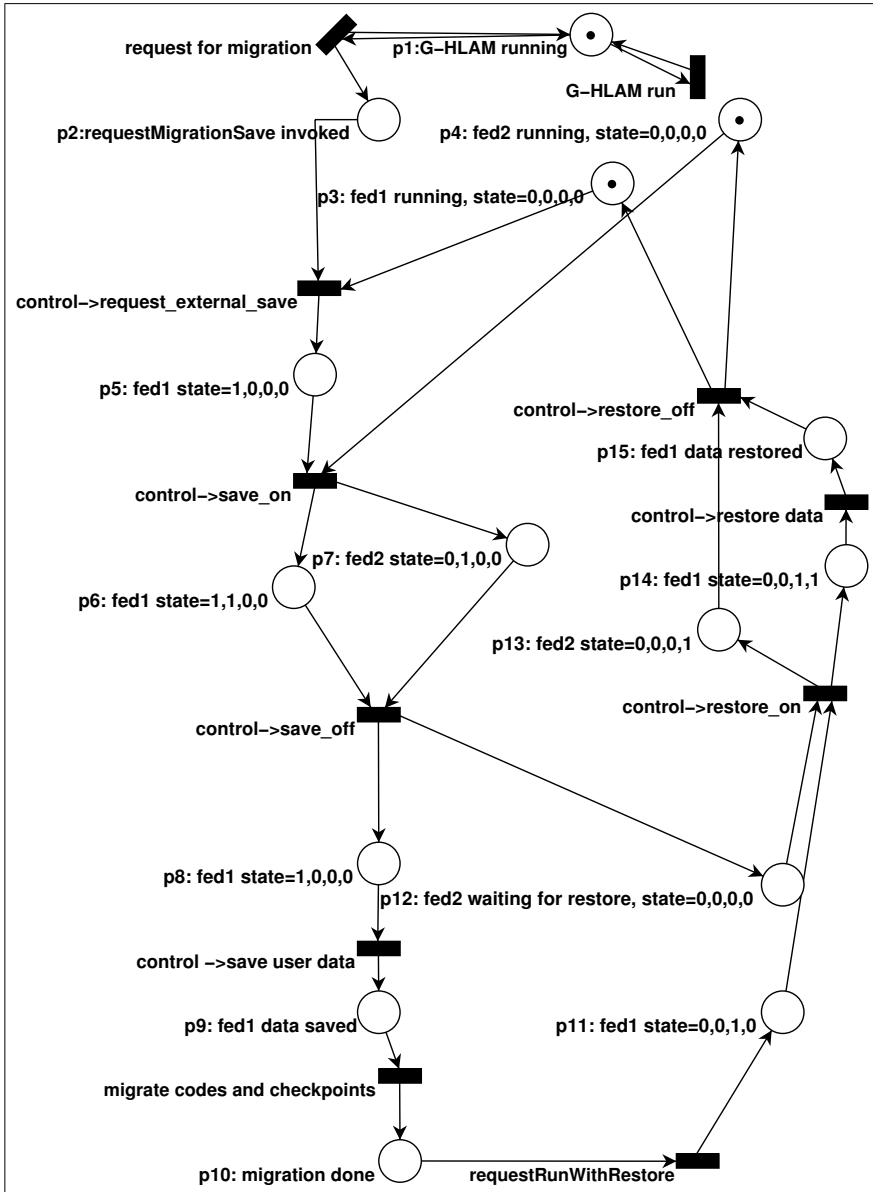 request for migration
p1:G-HLAM running
G-HLAM run
p2:requestMigrationSave invoked
p4: fed2 running, state=0,0,0,0
p3: fed1 running, state=0,0,0,0
control->request_external_save
p5: fed1 state=1,0,0,0
control->restore_off
p15: fed1 data restored
control->save_on
control->restore data
p7: fed2 state=0,1,0,0
p14: fed1 state=0,0,1,1
p6: fed1 state=1,1,0,0
p13: fed2 state=0,0,0,1
control->restore_on
control->save_off
p8: fed1 state=1,0,0,0
p12: fed2 waiting for restore, state=0,0,0,0
control ->save user data
p9: fed1 data saved
p11: fed1 state=0,0,1,0
migrate codes and checkpoints
p10: migration done
requestRunWithRestore